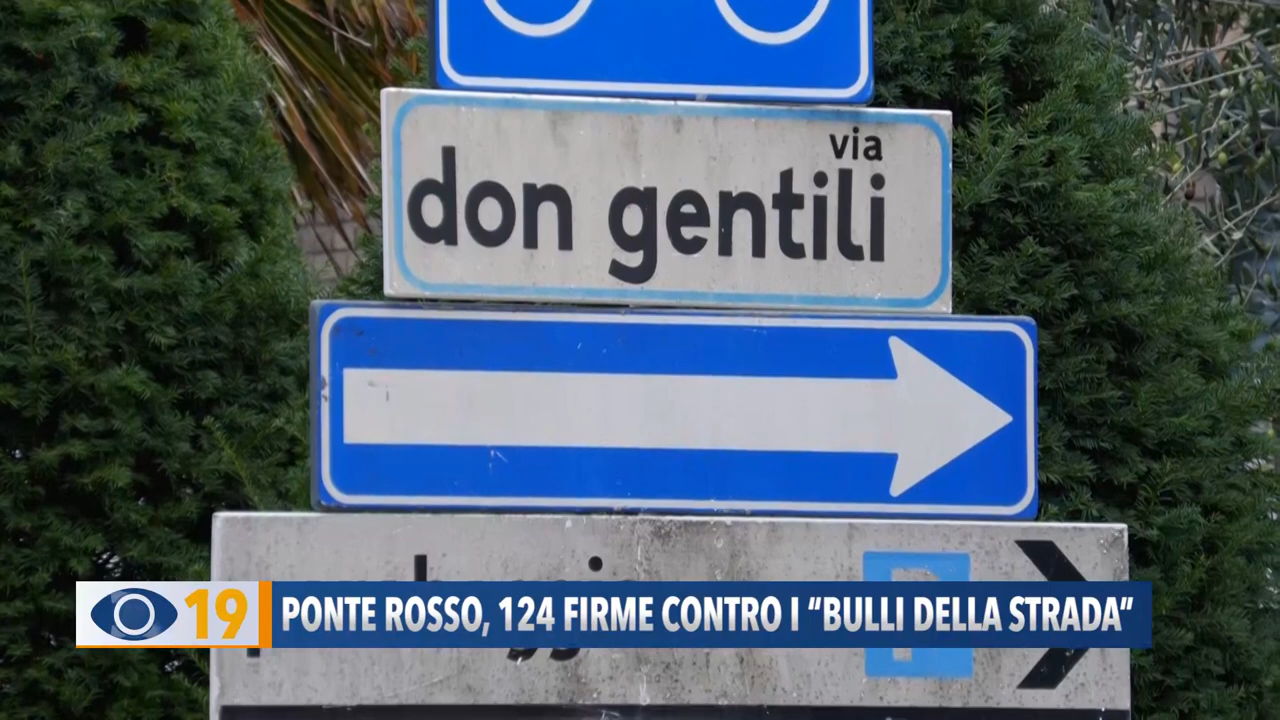 via
don gentili
P
19
PONTE ROSSO, 124 FIRME CONTRO I “BULLI DELLA STRADA”